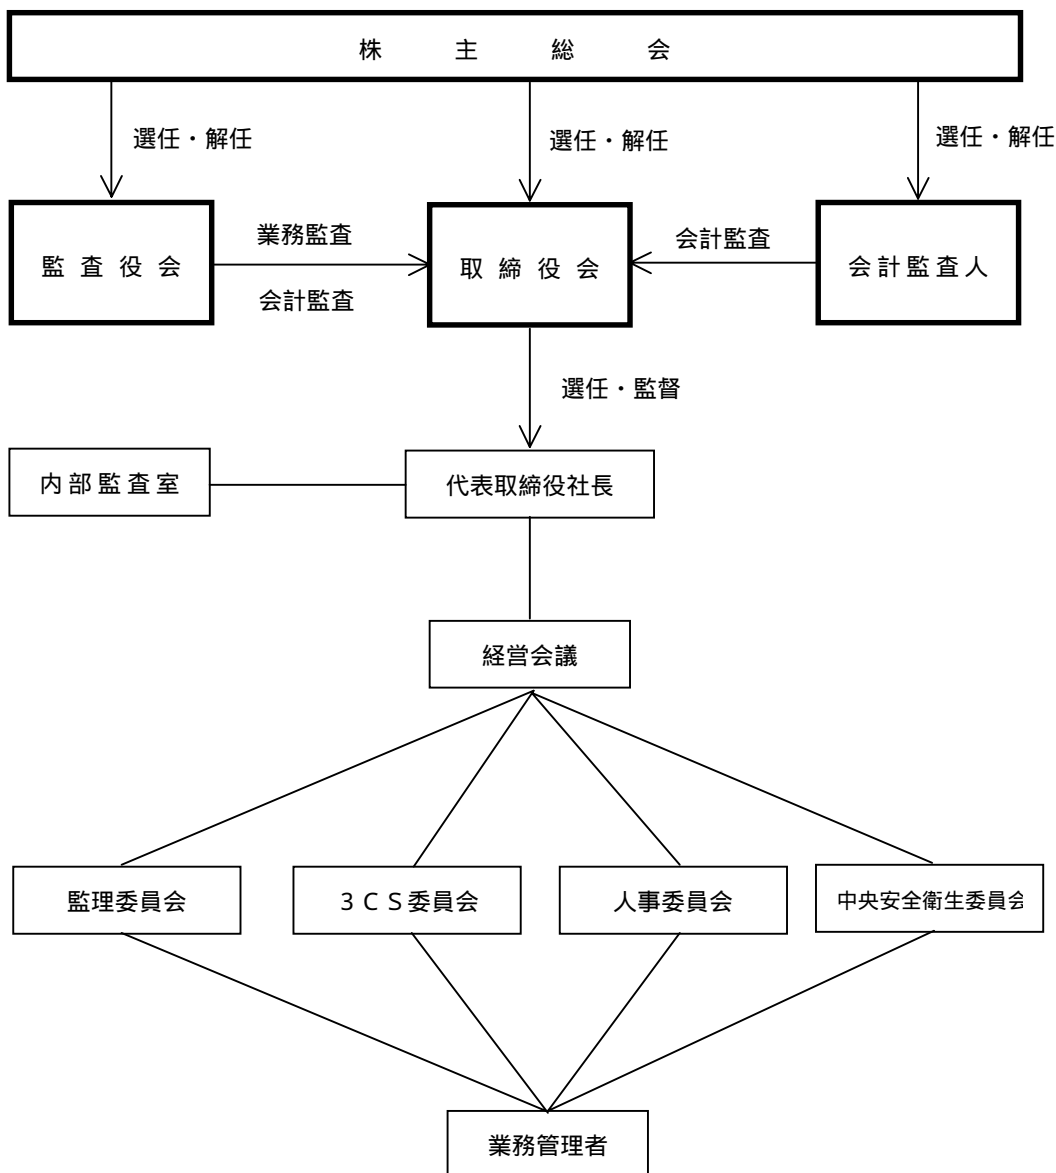 株主総会
選任・解任
選任・解任
選任・解任
監査役会
業務監査
会計監査
取締役会
会計監査
会計監査人
選任・監督
内部監査室
代表取締役社長
経営会議
監理委員会
３ＣＳ委員会
人事委員会
中央安全衛生委員会
業務管理者